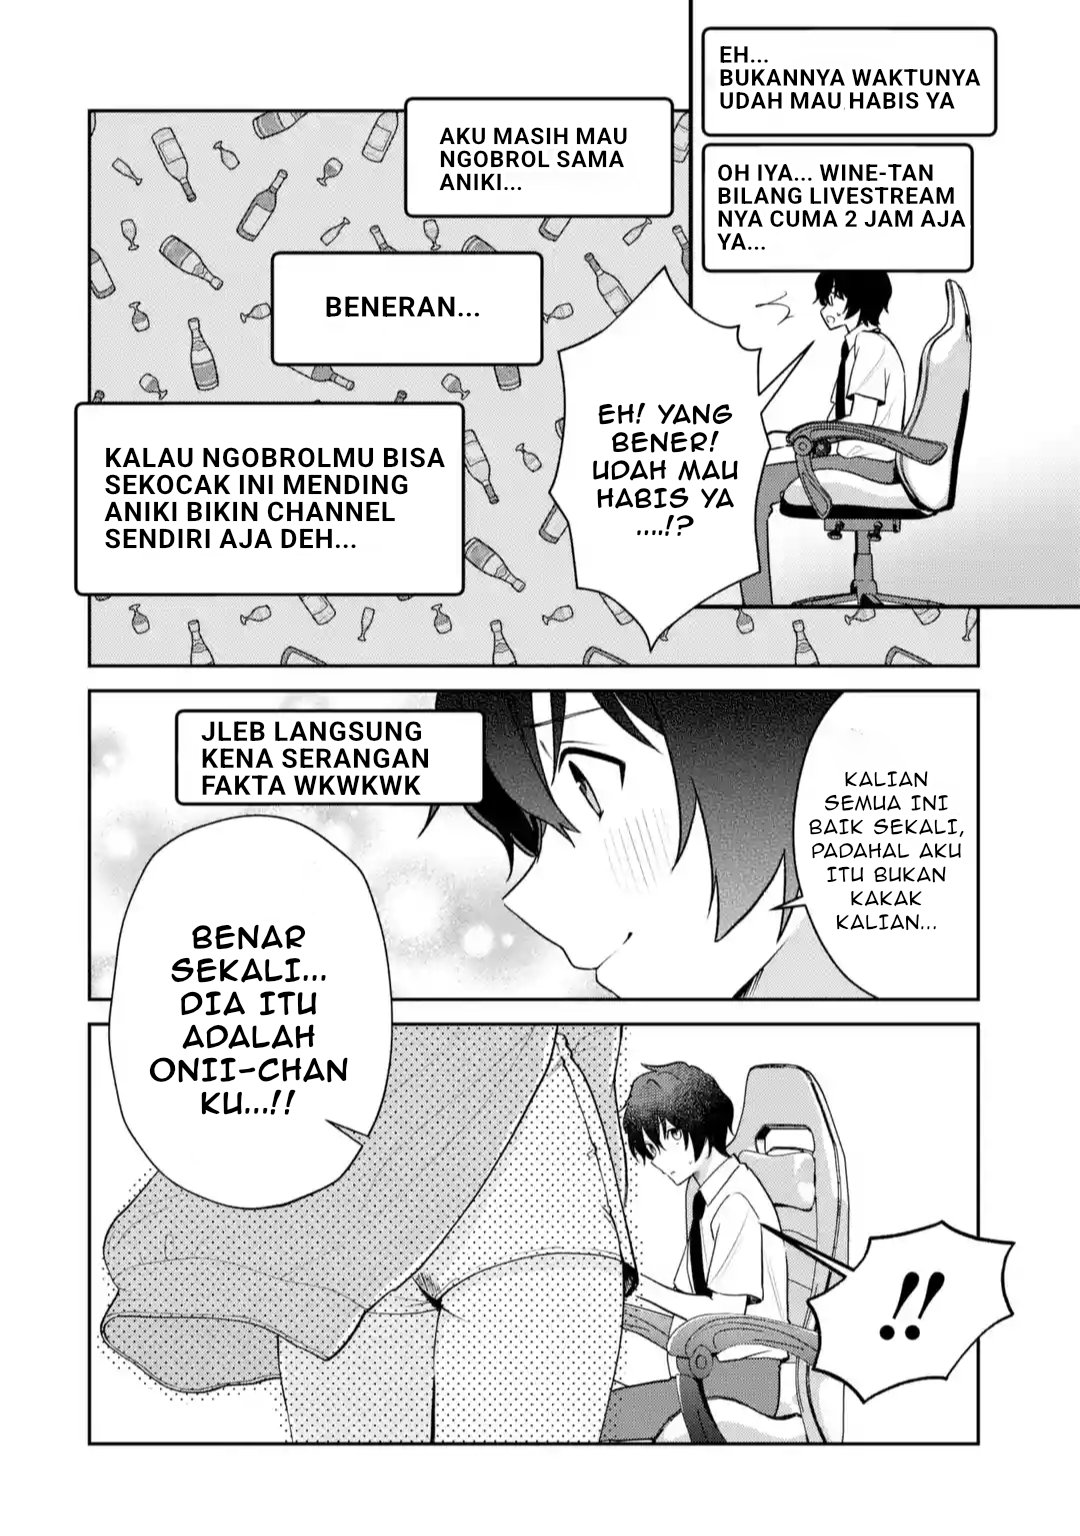 EH...
BUKANNYA WAKTUNYA
UDAH MAU HABIS YA
OH IYA... WINE-TAN
BILANG LIVESTREAM
NYA CUMA 2 JAM AJA
YA...
EH! YANG
BENER!
UDAH MAU
HABIS YA
....!?
AKU MASIH MAU
NGOBROL SAMA
ANIKI...
BENERAN...
KALAU NGOBROLMU BISA
SEKOCAK INI MENDING
ANIKI BIKIN CHANNEL
SENDIRI AJA DEH...
KALIAN
SEMUA INI
BAIK SEKALI,
PADAHAL AKU
ITU BUKAN
KAKAK
KALIAN...
JLEB LANGSUNG
KENA SERANGAN
FAKTA WKWKWK
BENAR
SEKALI...
DIA ITU
ADALAH
ONII-CHAN
KU...!!
!!